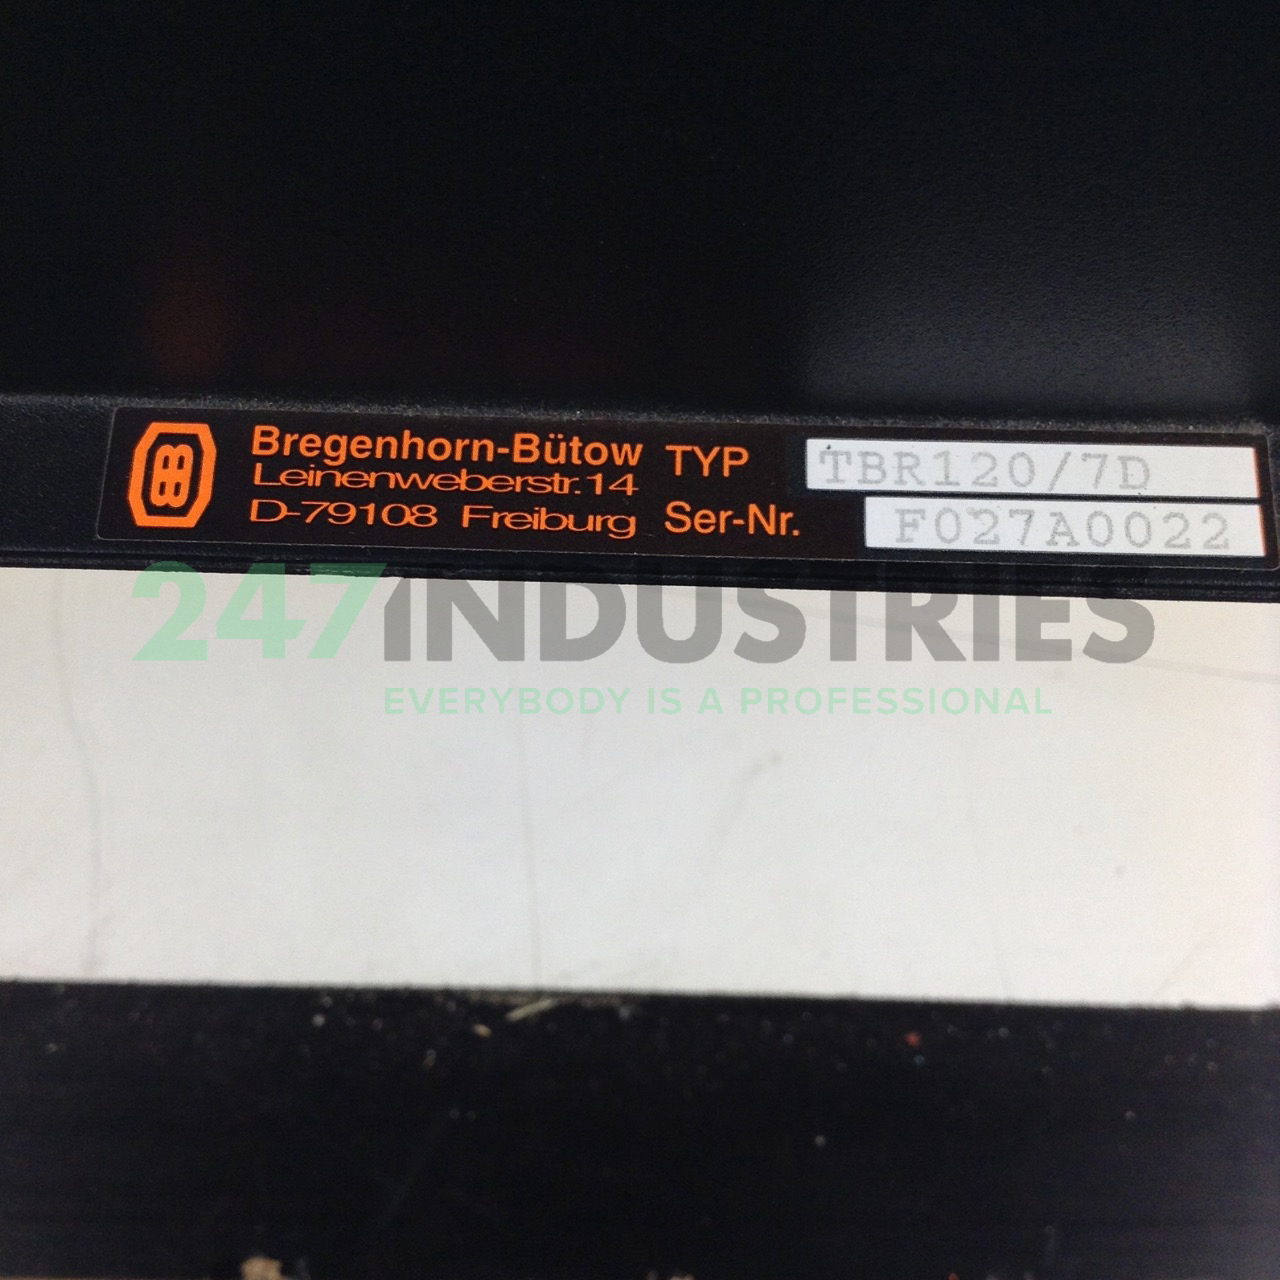 Bregenhorn-Bütow TYP TBR120/7D
Leinenweberstr.14
D-79108 Freiburg Ser-Nr. F027A0022
247INDUSTRIES
EVERYBODY IS A PROFESSIONAL